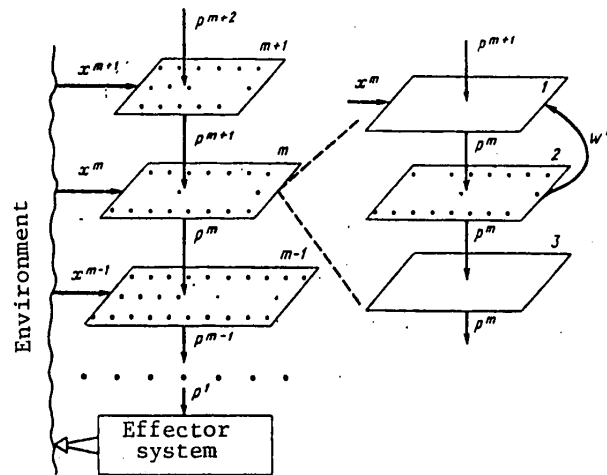 p^{m+2}
m+1
x^{m+1}
p^{m+1}
m
x^m
p^m
m-1
x^{m-1}
p^{m-1}
p^1
Environment
Effector system
p^{m+1}
x^m
1
p^m
2
p^m
3
p^m